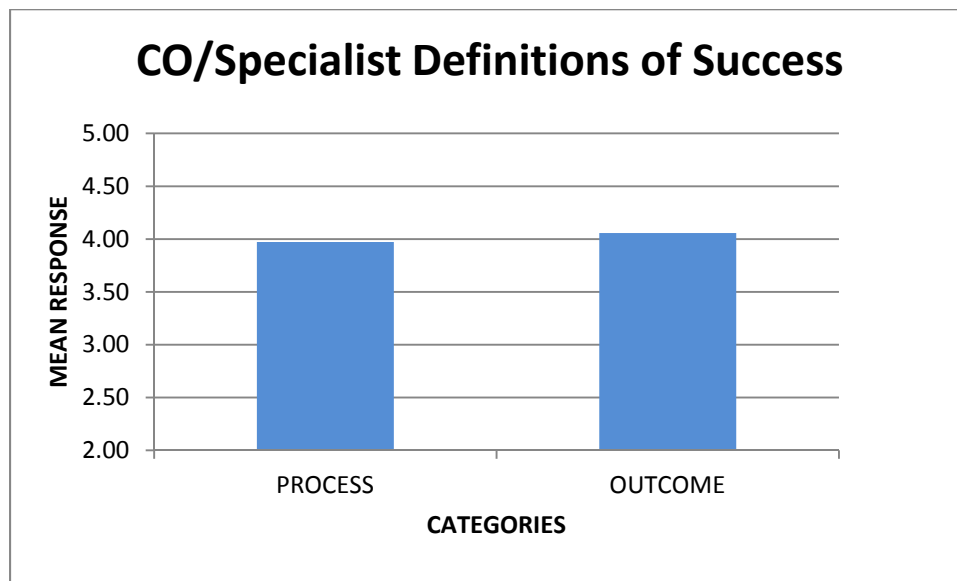 CO/Specialist Definitions of Success
5.00
4.50
4.00
3.50
3.00
2.50
2.00
MEAN RESPONSE
PROCESS
OUTCOME
CATEGORIES